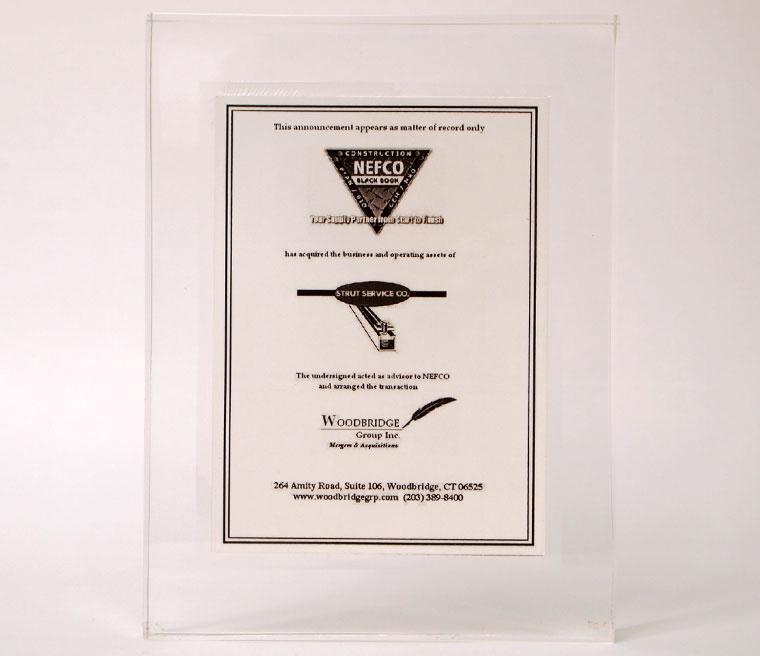 This announcement appears as matter of record only
CONSTRUCTION
NEFCO
BLACK BOOK
Your Supply Partner from Start to Finish
has acquired the business and operating assets of
STRUT SERVICE CO.
The undersigned acted as advisor to NEFCO
and arranged the transaction
WOODBRIDGE
Group Inc.
Mergers & Acquisitions
264 Amity Road, Suite 106, Woodbridge, CT 06525
www.woodbridgegrp.com (203) 389-8400